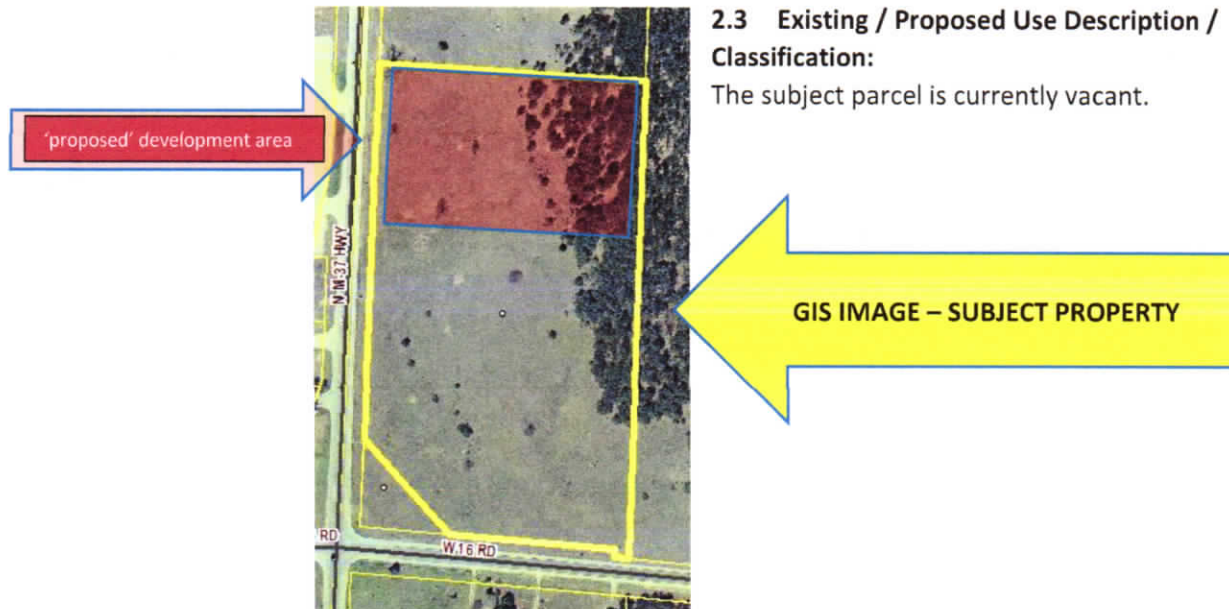 2.3 Existing / Proposed Use Description /
Classification:
The subject parcel is currently vacant.
'proposed' development area
N M-37 HWY
GIS IMAGE – SUBJECT PROPERTY
RD
W 16 RD